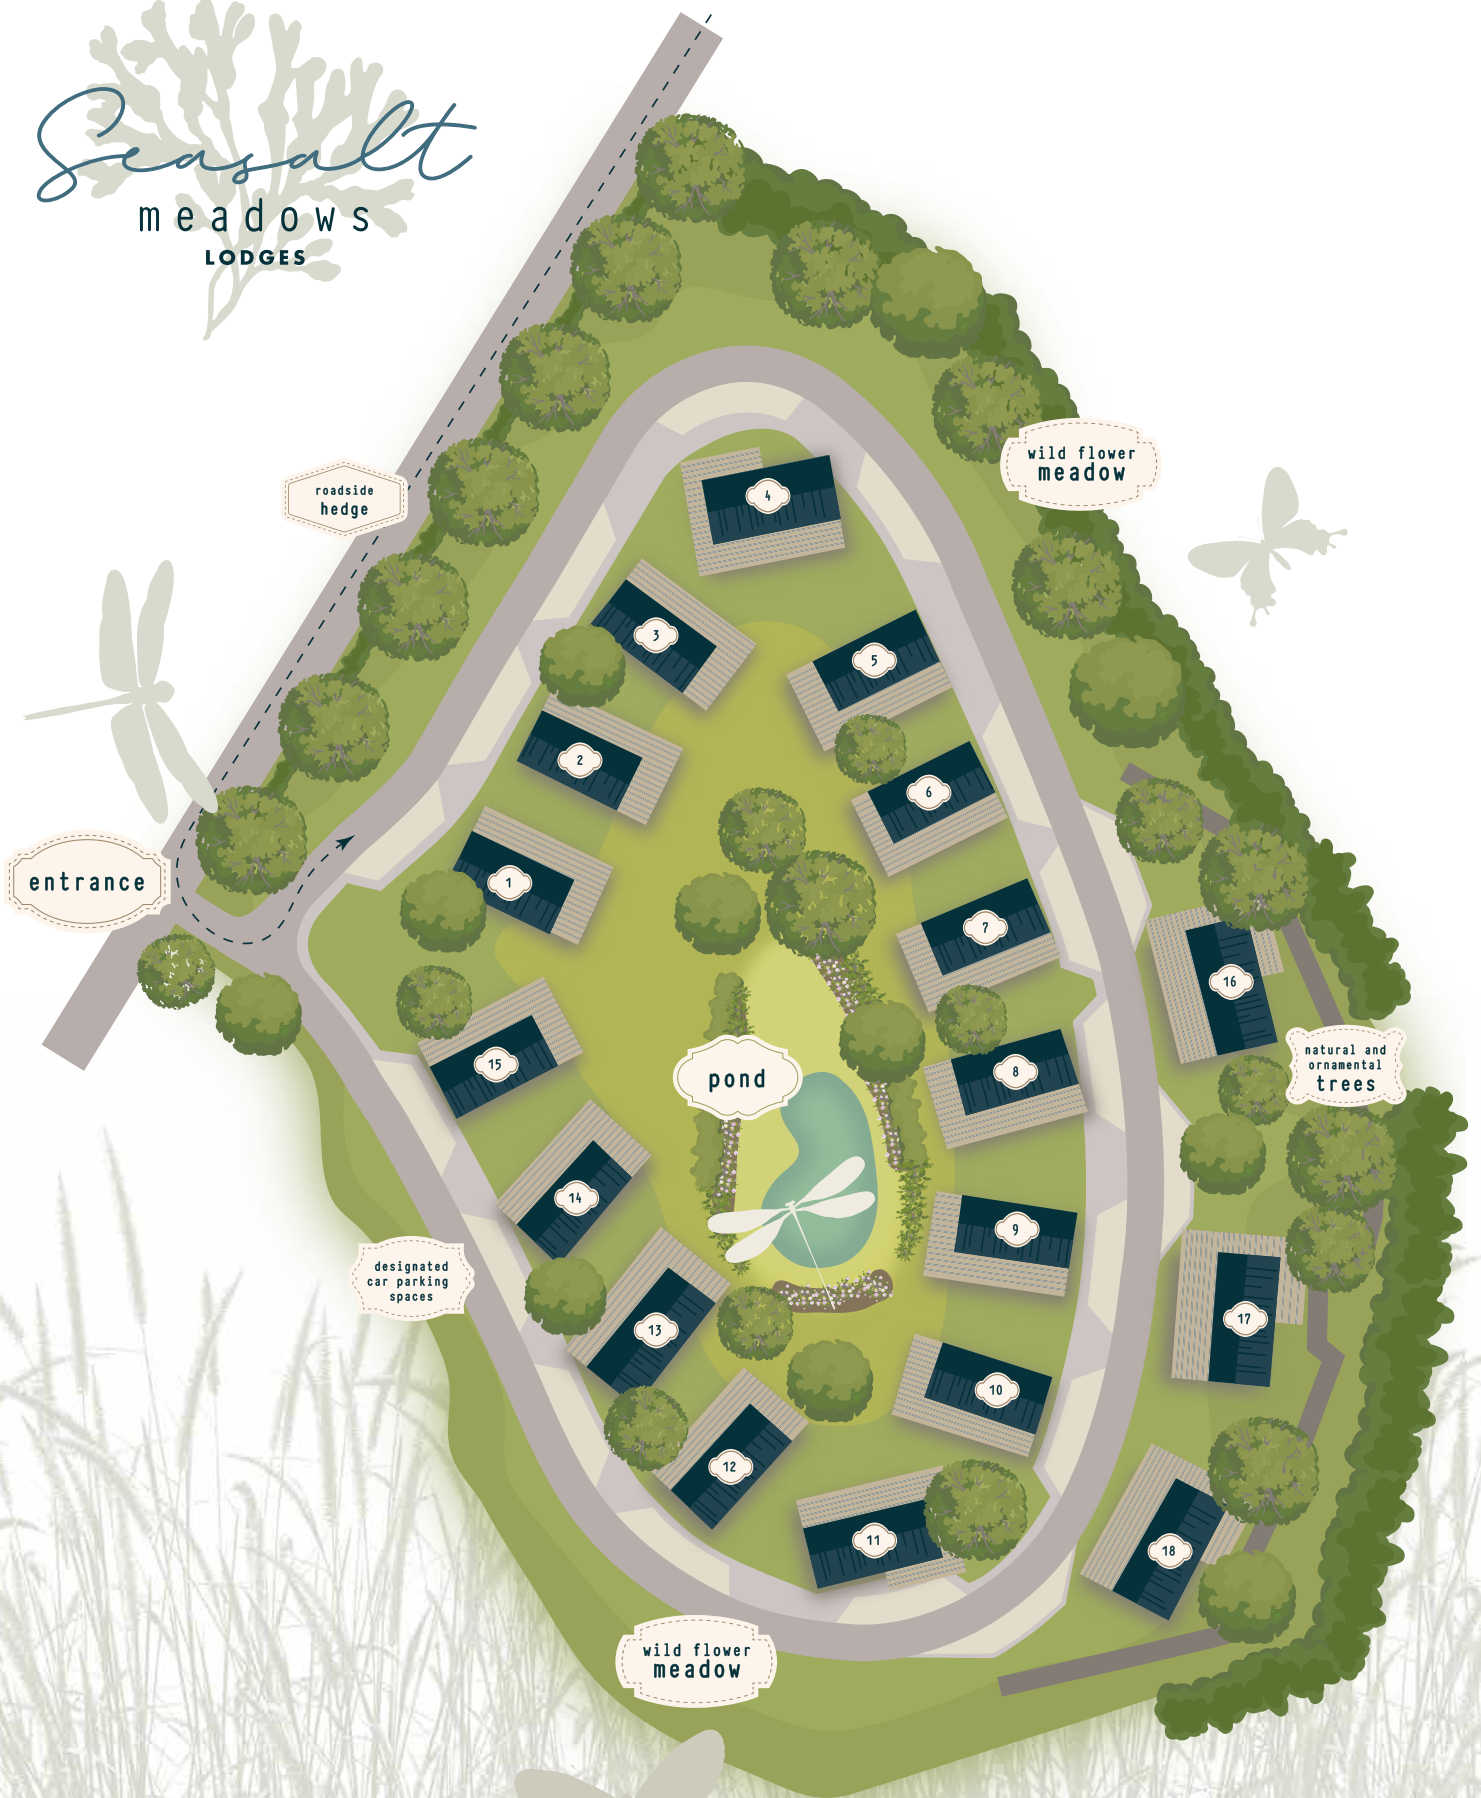 Seasalt
meadows
LODGES
wild flower
meadow
roadside
hedge
4
3
5
2
6
entrance
1
7
16
15
8
natural and
ornamental
trees
pond
14
9
designated
car parking
spaces
13
17
10
12
11
18
wild flower
meadow